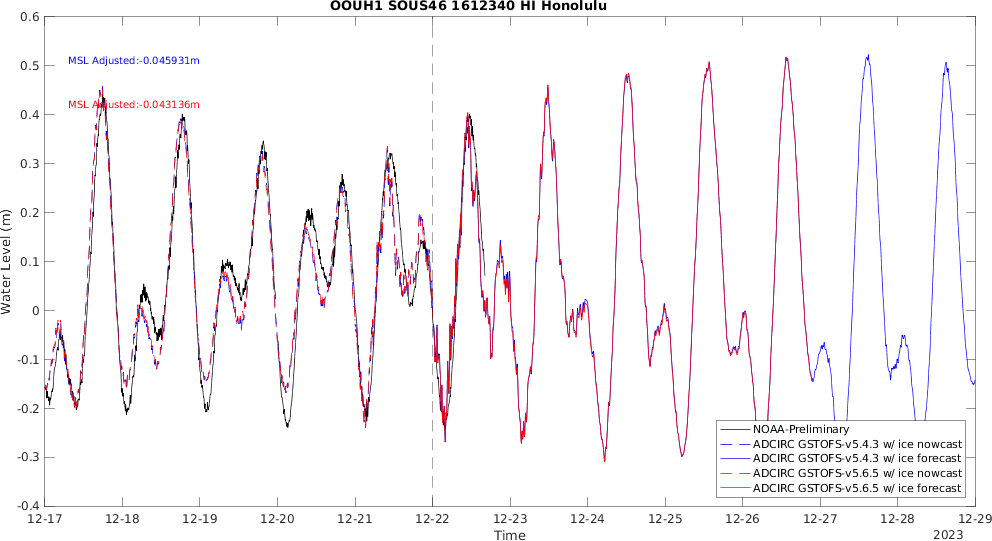 OOUH1 SOUS46 1612340 HI Honolulu
0.6
0.5
0.4
0.3
0.2
0.1
0
-0.1
-0.2
-0.3
-0.4
Water Level (m)
MSL Adjusted:-0.045931m
MSL Adjusted:-0.043136m
NOAA-Preliminary
ADCIRC GSTOFS-v5.4.3 w/ ice nowcast
ADCIRC GSTOFS-v5.4.3 w/ ice forecast
ADCIRC GSTOFS-v5.6.5 w/ ice nowcast
ADCIRC GSTOFS-v5.6.5 w/ ice forecast
12-17 12-18 12-19 12-20 12-21 12-22 12-23 12-24 12-25 12-26 12-27 12-28 12-29
Time
2023